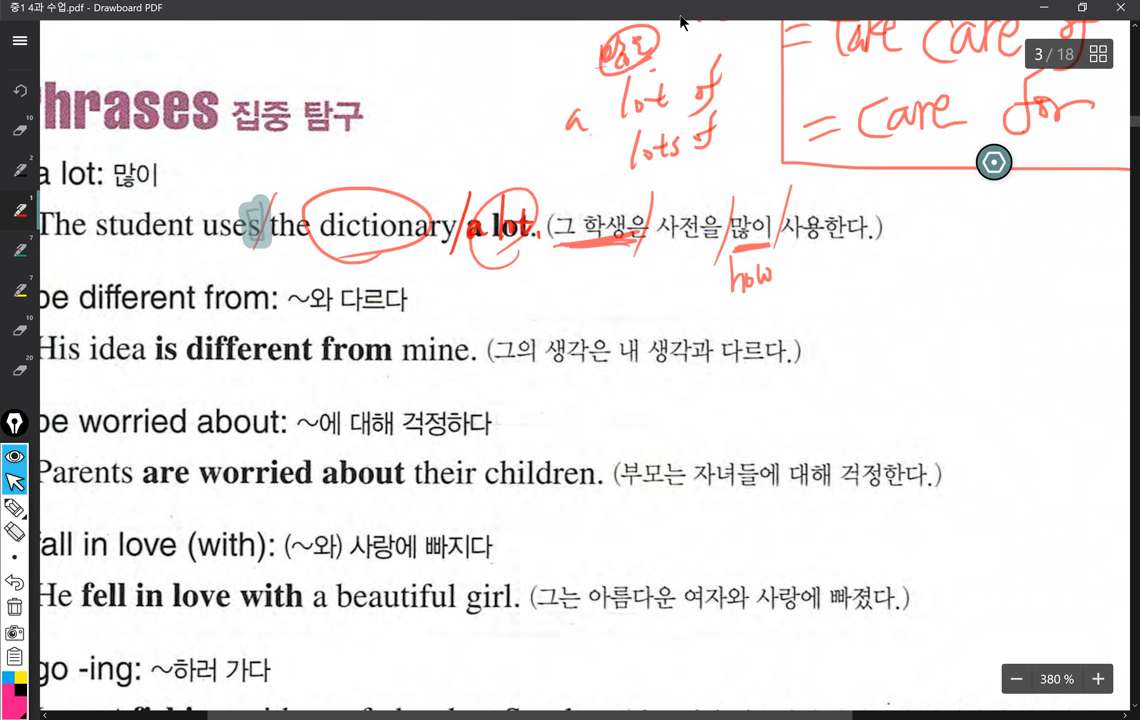 중1 4과 수업.pdf - Drawboard PDF
= take care of
3 / 18
많은
a lot of
lots of
= care for
hrases 집중 탐구
a lot: 많이
The student uses the dictionary a lot. (그 학생은 사전을 많이 사용한다.)
how
be different from: ～와 다르다
His idea is different from mine. (그의 생각은 내 생각과 다르다.)
be worried about: ～에 대해 걱정하다
Parents are worried about their children. (부모는 자녀들에 대해 걱정한다.)
fall in love (with): (～와) 사랑에 빠지다
He fell in love with a beautiful girl. (그는 아름다운 여자와 사랑에 빠졌다.)
go -ing: ～하러 가다
380 %
10
2
1
7
7
10
20